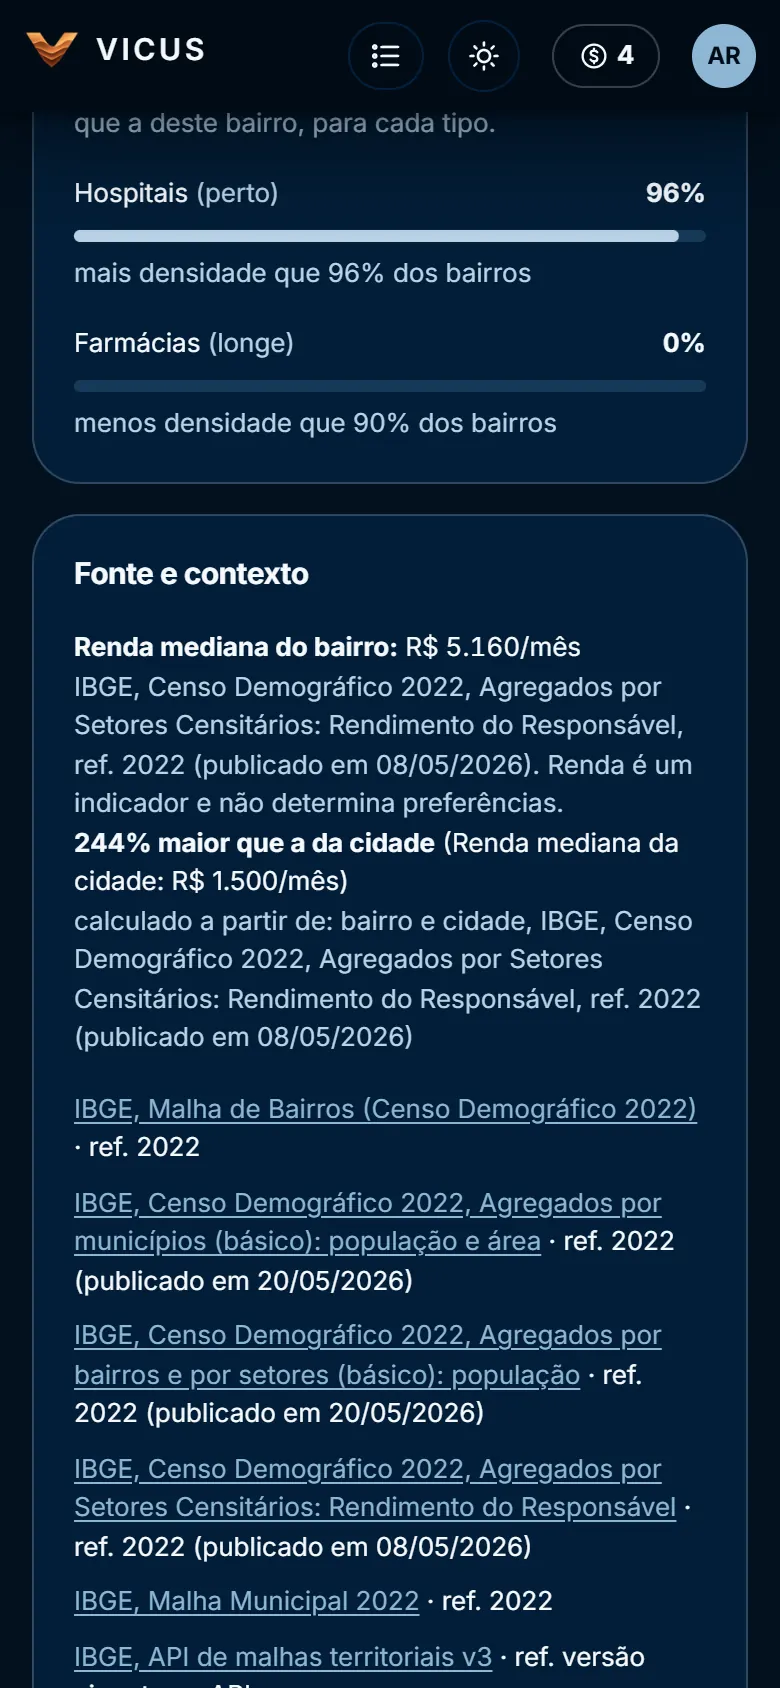 VICUS
4
AR
que a deste bairro, para cada tipo.
Hospitais (perto)
96%
mais densidade que 96% dos bairros
Farmácias (longe)
0%
menos densidade que 90% dos bairros
Fonte e contexto
Renda mediana do bairro: R$ 5.160/mês
IBGE, Censo Demográfico 2022, Agregados por
Setores Censitários: Rendimento do Responsável,
ref. 2022 (publicado em 08/05/2026). Renda é um
indicador e não determina preferências.
244% maior que a da cidade (Renda mediana da
cidade: R$ 1.500/mês)
calculado a partir de: bairro e cidade, IBGE, Censo
Demográfico 2022, Agregados por Setores
Censitários: Rendimento do Responsável, ref. 2022
(publicado em 08/05/2026)
IBGE, Malha de Bairros (Censo Demográfico 2022)
· ref. 2022
IBGE, Censo Demográfico 2022, Agregados por
municípios (básico): população e área · ref. 2022
(publicado em 20/05/2026)
IBGE, Censo Demográfico 2022, Agregados por
bairros e por setores (básico): população · ref.
2022 (publicado em 20/05/2026)
IBGE, Censo Demográfico 2022, Agregados por
Setores Censitários: Rendimento do Responsável ·
ref. 2022 (publicado em 08/05/2026)
IBGE, Malha Municipal 2022 · ref. 2022
IBGE, API de malhas territoriais v3 · ref. versão